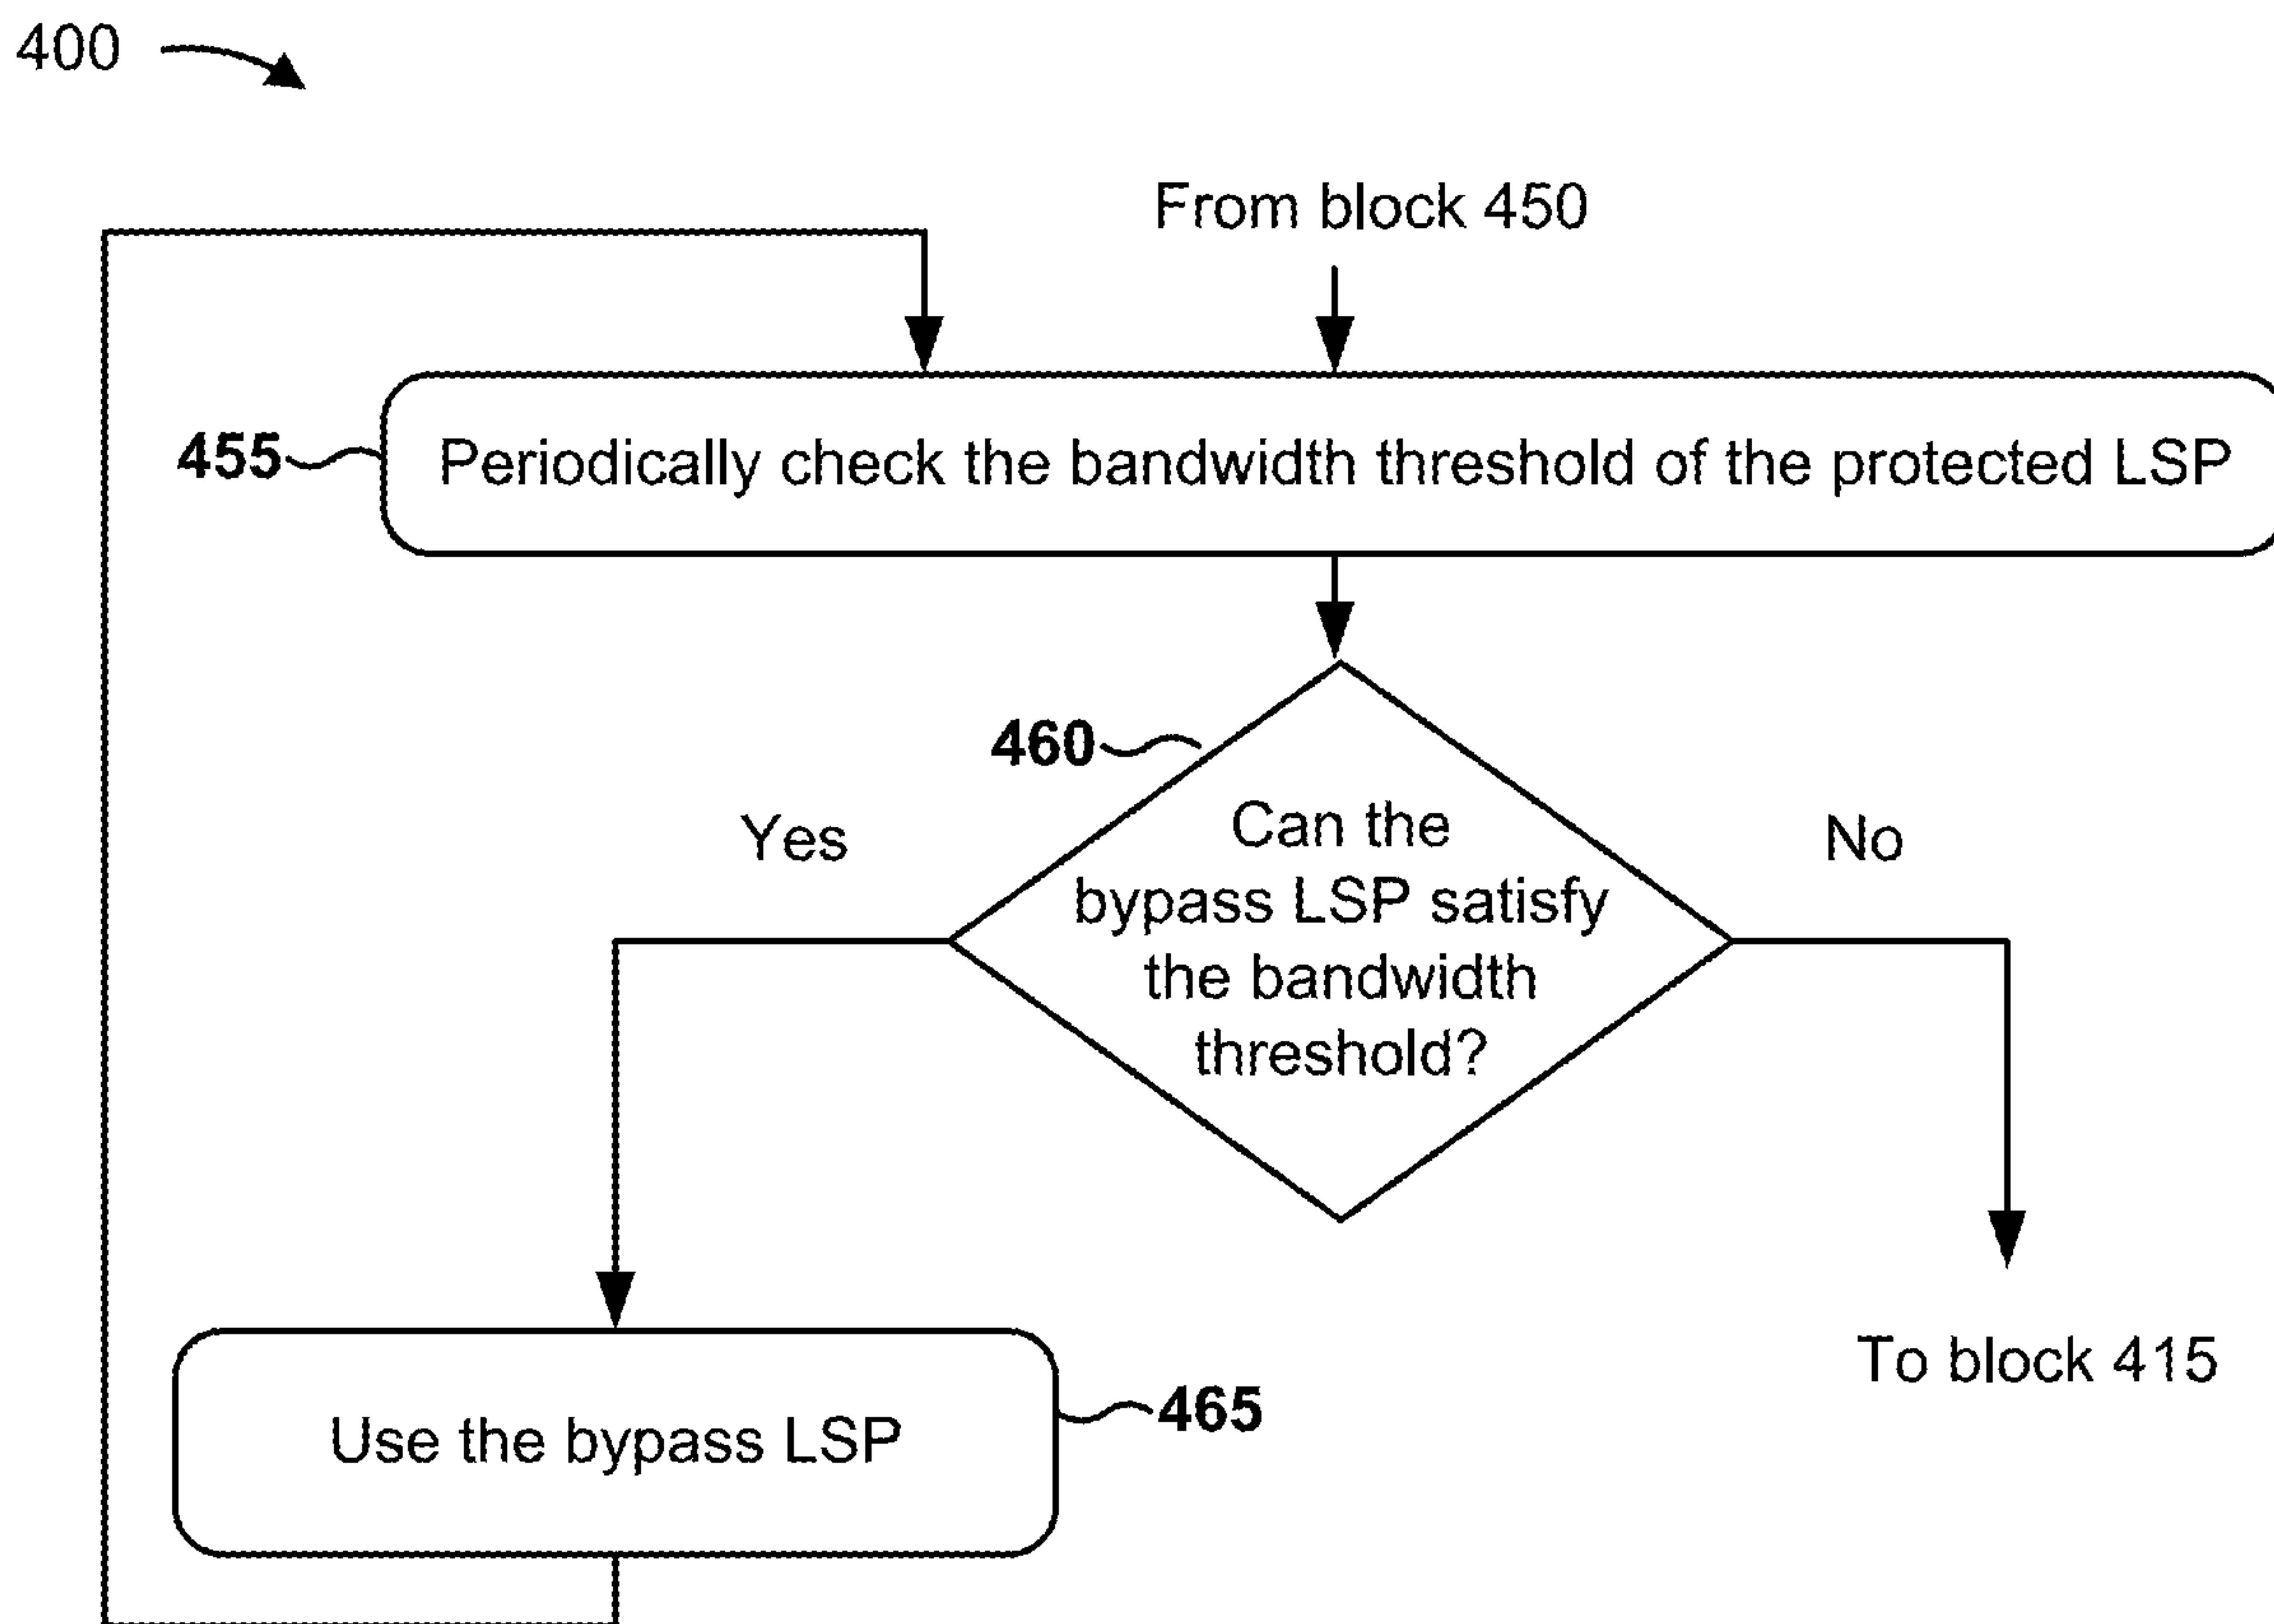 400
From block 450
455
Periodically check the bandwidth threshold of the protected LSP
460
Yes
Can the
bypass LSP satisfy
the bandwidth
threshold?
No
To block 415
Use the bypass LSP
465